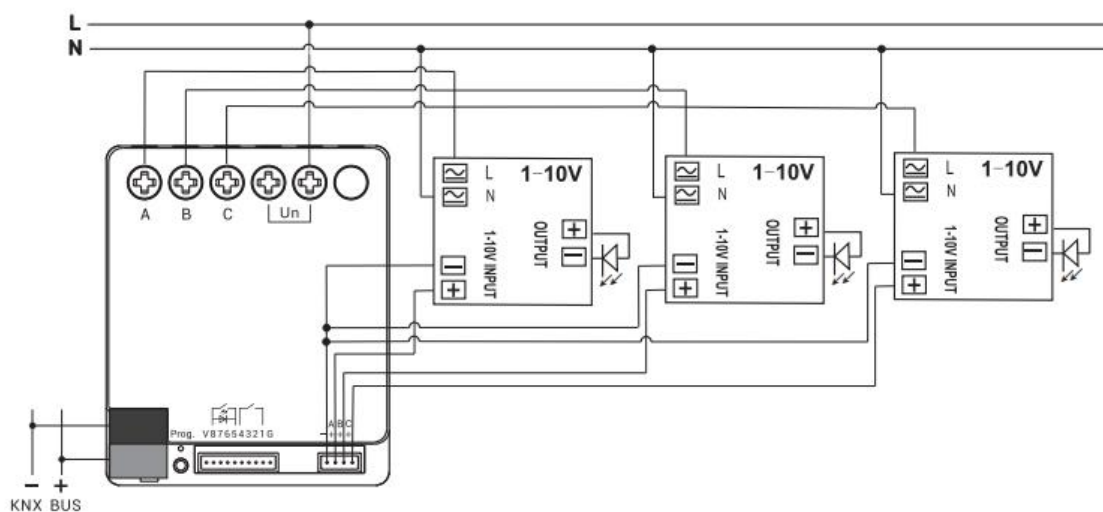 L
N
A B C Un
L 1-10V
N
1-10V INPUT
OUTPUT
+
−
−
+
L 1-10V
N
1-10V INPUT
OUTPUT
+
−
−
+
L 1-10V
N
1-10V INPUT
OUTPUT
+
−
−
+
A B C
− + + +
Prog. V87654321G
− +
KNX BUS